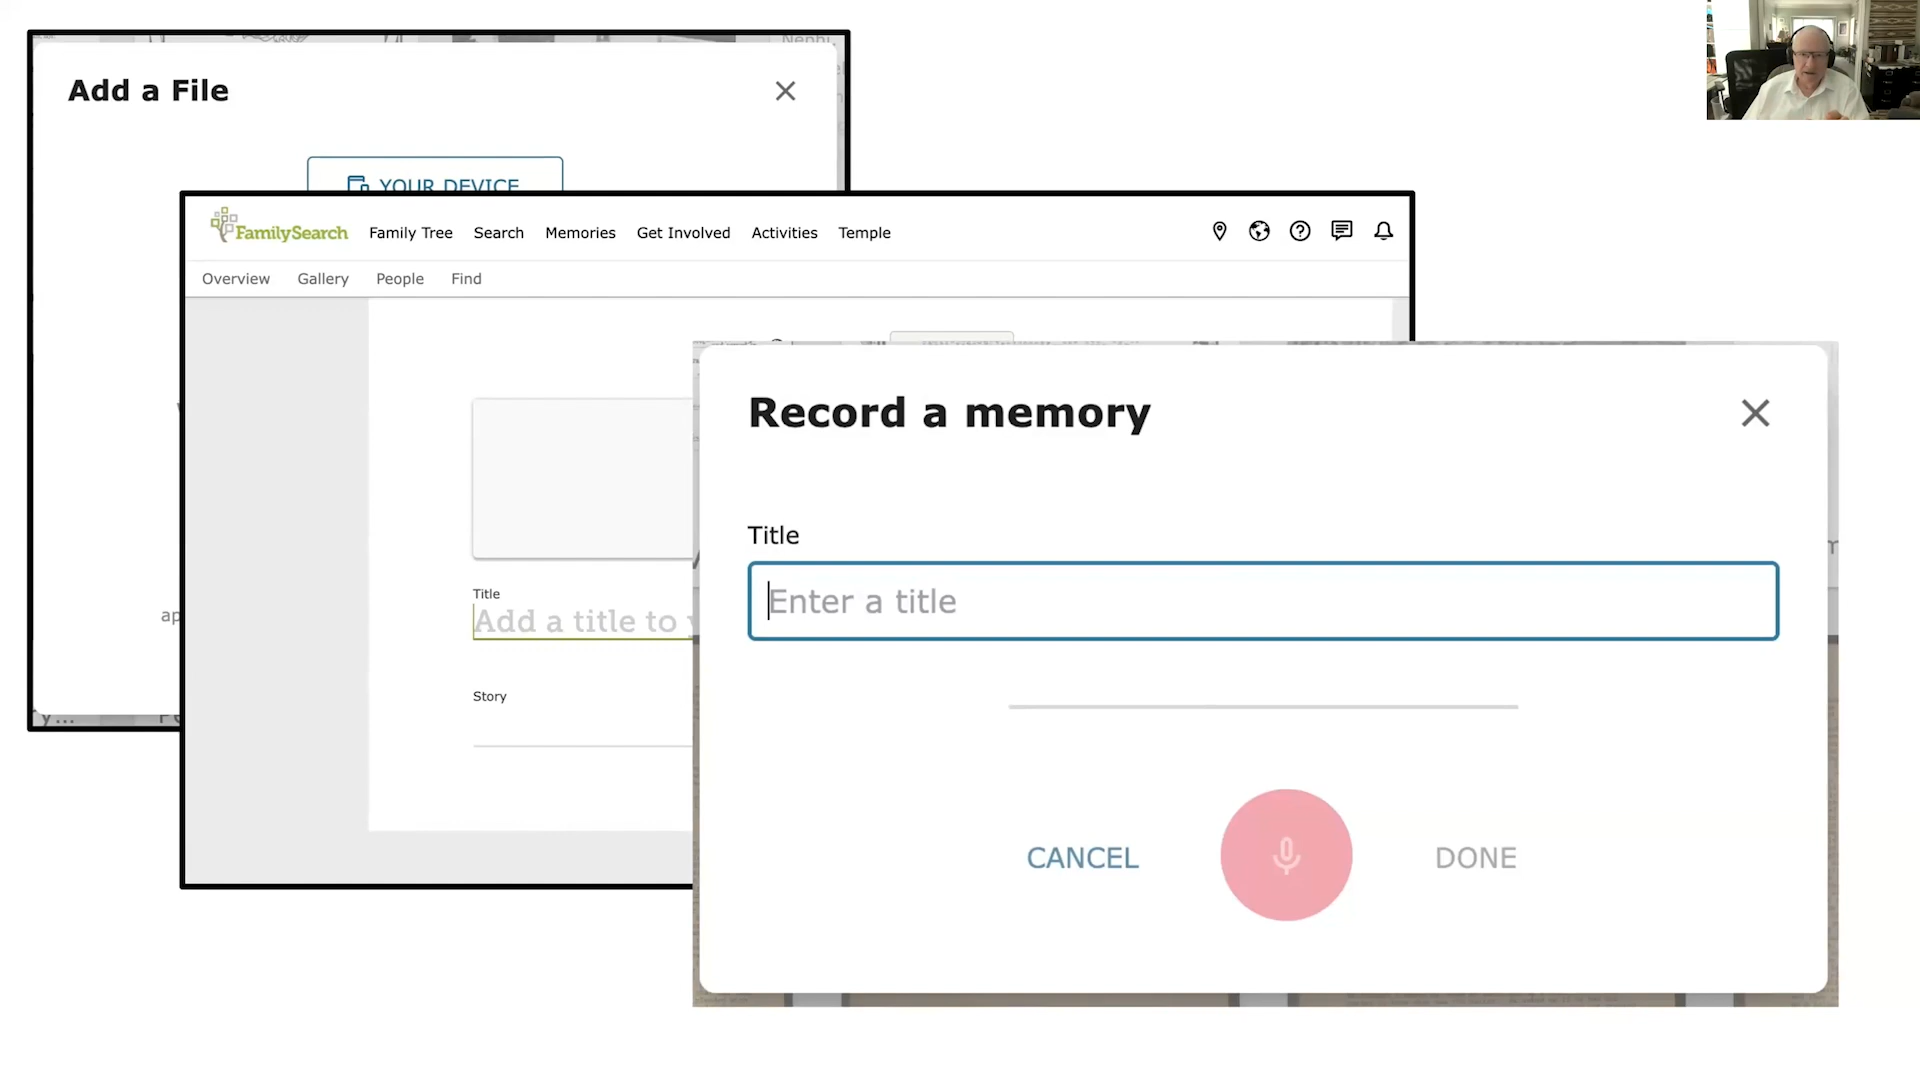 Add a File
YOUR DEVICE
FamilySearch Family Tree Search Memories Get Involved Activities Temple
Overview Gallery People Find
Title
Add a title to
Story
Record a memory
Title
Enter a title
CANCEL DONE